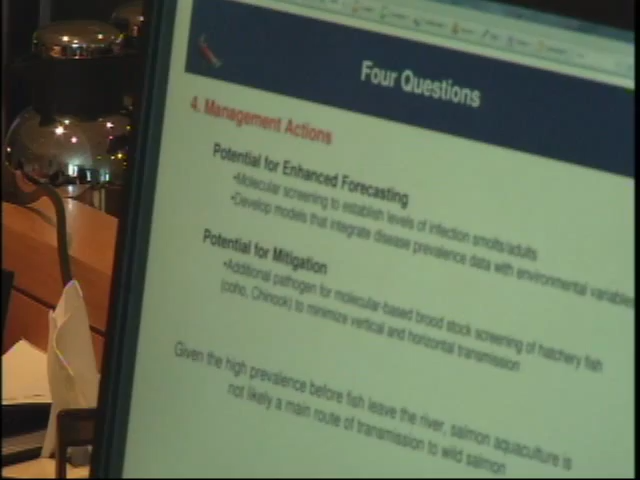 Four Questions
4. Management Actions
Potential for Enhanced Forecasting
•Molecular screening to establish levels of infection smolts/adults
•Develop models that integrate disease prevalence data with environmental variables
Potential for Mitigation
•Additional pathogen for molecular-based brood stock screening of hatchery fish
(coho, Chinook) to minimize vertical and horizontal transmission
Given the high prevalence before fish leave the river, salmon aquaculture is
not likely a main route of transmission to wild salmon